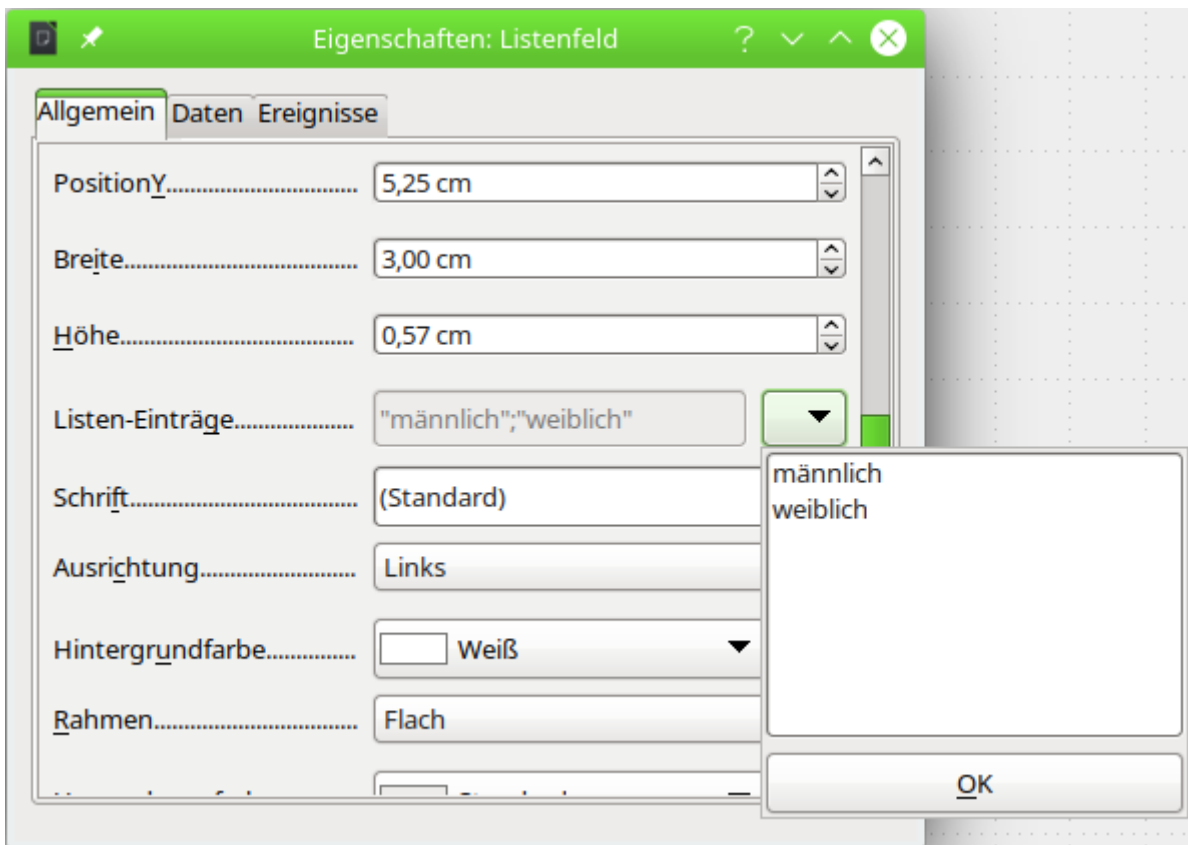 Eigenschaften: Listenfeld
Allgemein Daten Ereignisse
PositionY 5,25 cm
Breite 3,00 cm
Höhe 0,57 cm
Listen-Einträge "männlich";"weiblich"
männlich
weiblich
Schrift (Standard)
Ausrichtung Links
Hintergrundfarbe Weiß
Rahmen Flach
OK